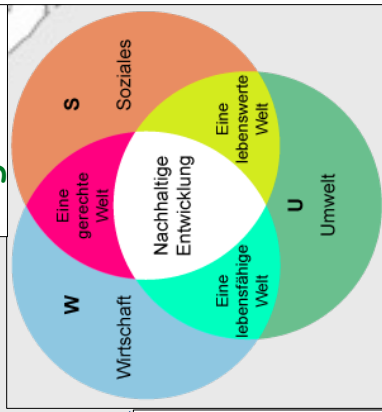 S
Soziales
W
Wirtschaft
U
Umwelt
Eine
gerechte
Welt
Eine
lebenswerte
Welt
Eine
lebensfähige
Welt
Nachhaltige
Entwicklung